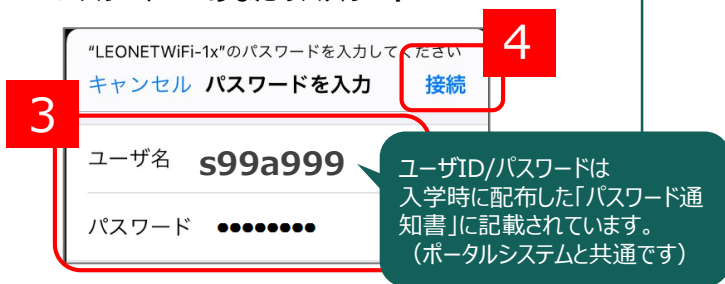 "LEONETWiFi-1x"のパスワードを入力してください
4
キャンセル パスワードを入力 接続
3
ユーザ名 s99a999
パスワード ●●●●●●●●
ユーザID/パスワードは
入学時に配布した「パスワード通
知書」に記載されています。
（ポータルシステムと共通です）